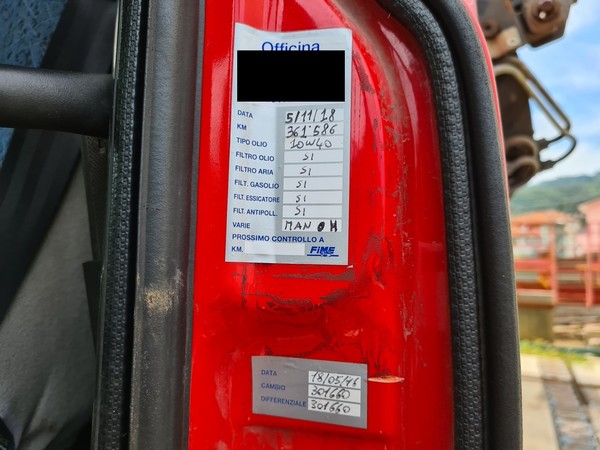 Officina
DATA 5/11/18
KM 361·586
TIPO OLIO 10W40
FILTRO OLIO SI
FILTRO ARIA SI
FILT. GASOLIO SI
FILT. ESSICATORE SI
FILT. ANTIPOLL. SI
VARIE MAN OH
PROSSIMO CONTROLLO A
KM. FIME
DATA 18/05/16
CAMBIO 301660
DIFFERENZIALE 301660